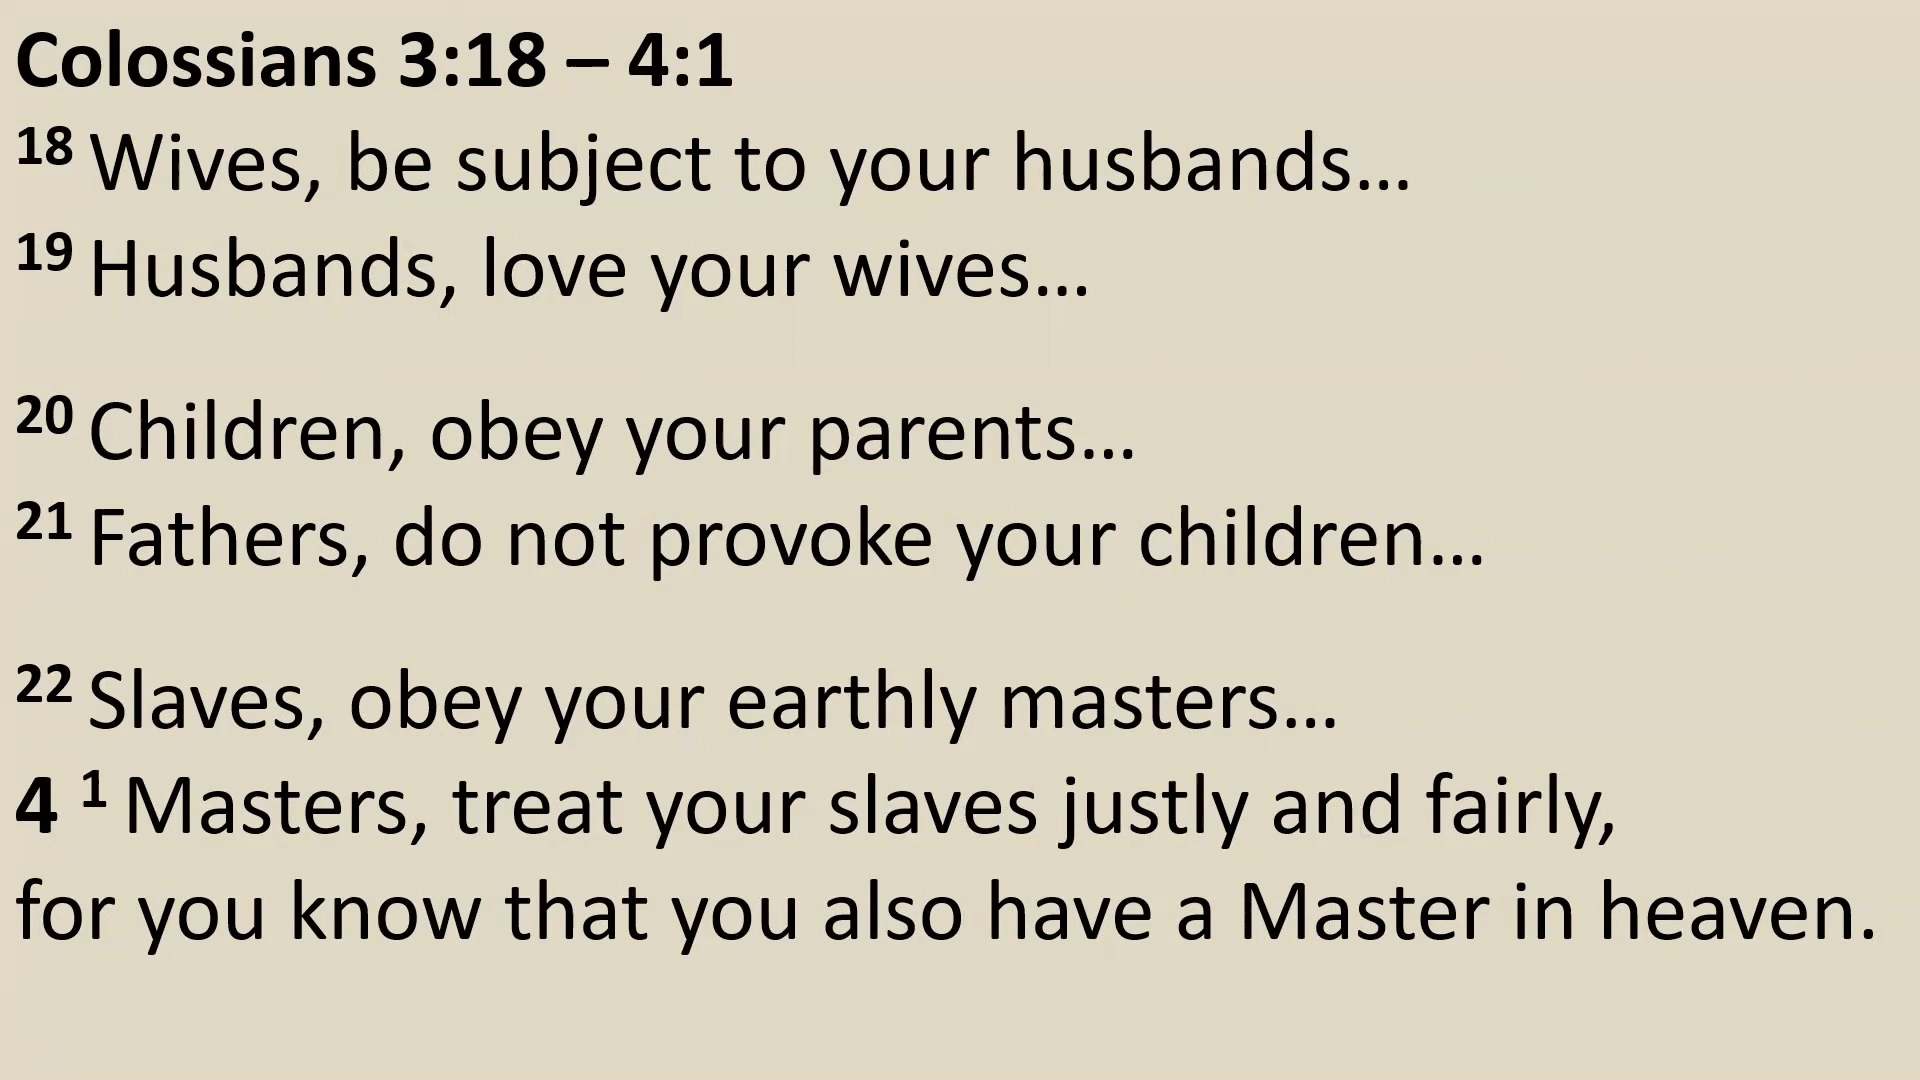 Colossians 3:18 – 4:1
18 Wives, be subject to your husbands…
19 Husbands, love your wives…
20 Children, obey your parents…
21 Fathers, do not provoke your children…
22 Slaves, obey your earthly masters…
4 1 Masters, treat your slaves justly and fairly,
for you know that you also have a Master in heaven.